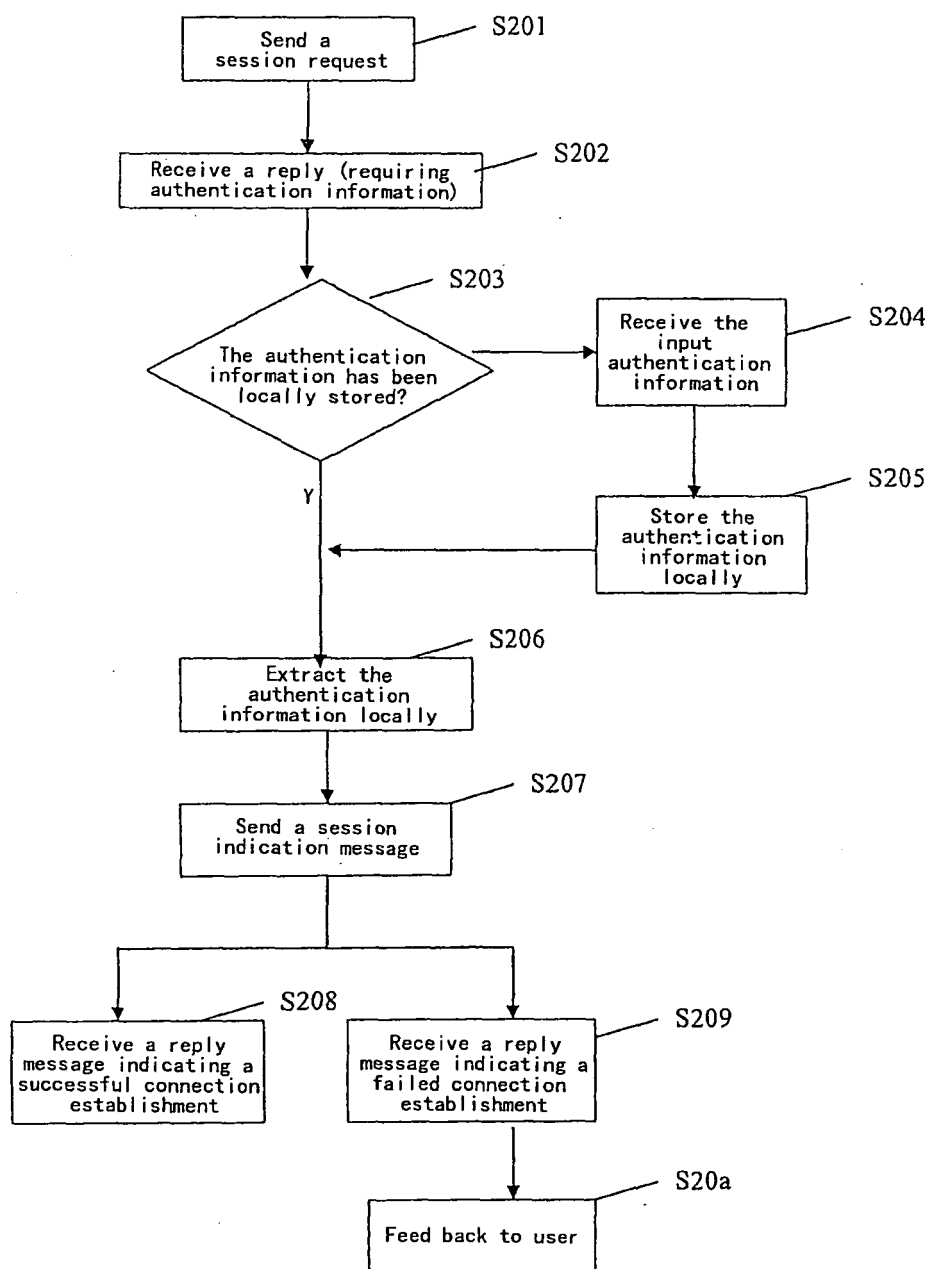 Send a
session request
S201
Receive a reply (requiring
authentication information)
S202
The authentication
information has been
locally stored?
S203
Receive the
input
authentication
information
S204
Y
Store the
authentication
information
locally
S205
Extract the
authentication
information locally
S206
Send a session
indication message
S207
Receive a reply
message indicating a
successful connection
establishment
S208
Receive a reply
message indicating a
failed connection
establishment
S209
Feed back to user
S20a